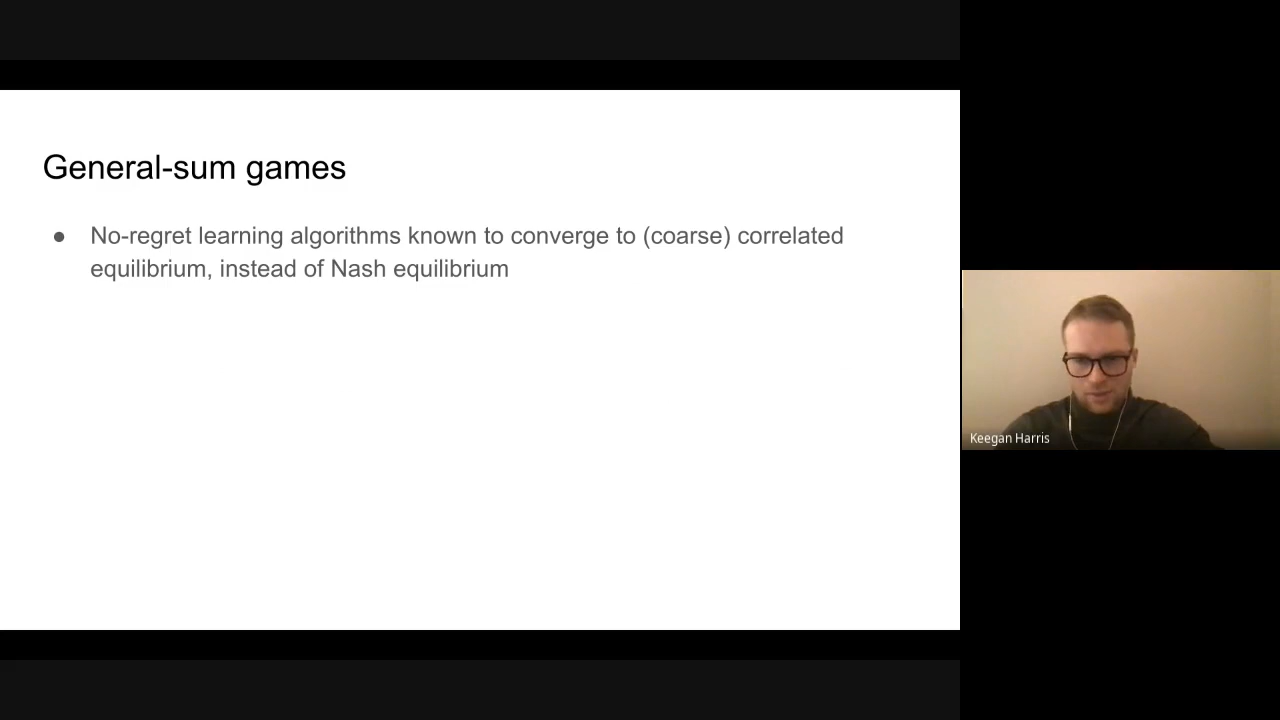 General-sum games
● No-regret learning algorithms known to converge to (coarse) correlated
equilibrium, instead of Nash equilibrium
Keegan Harris